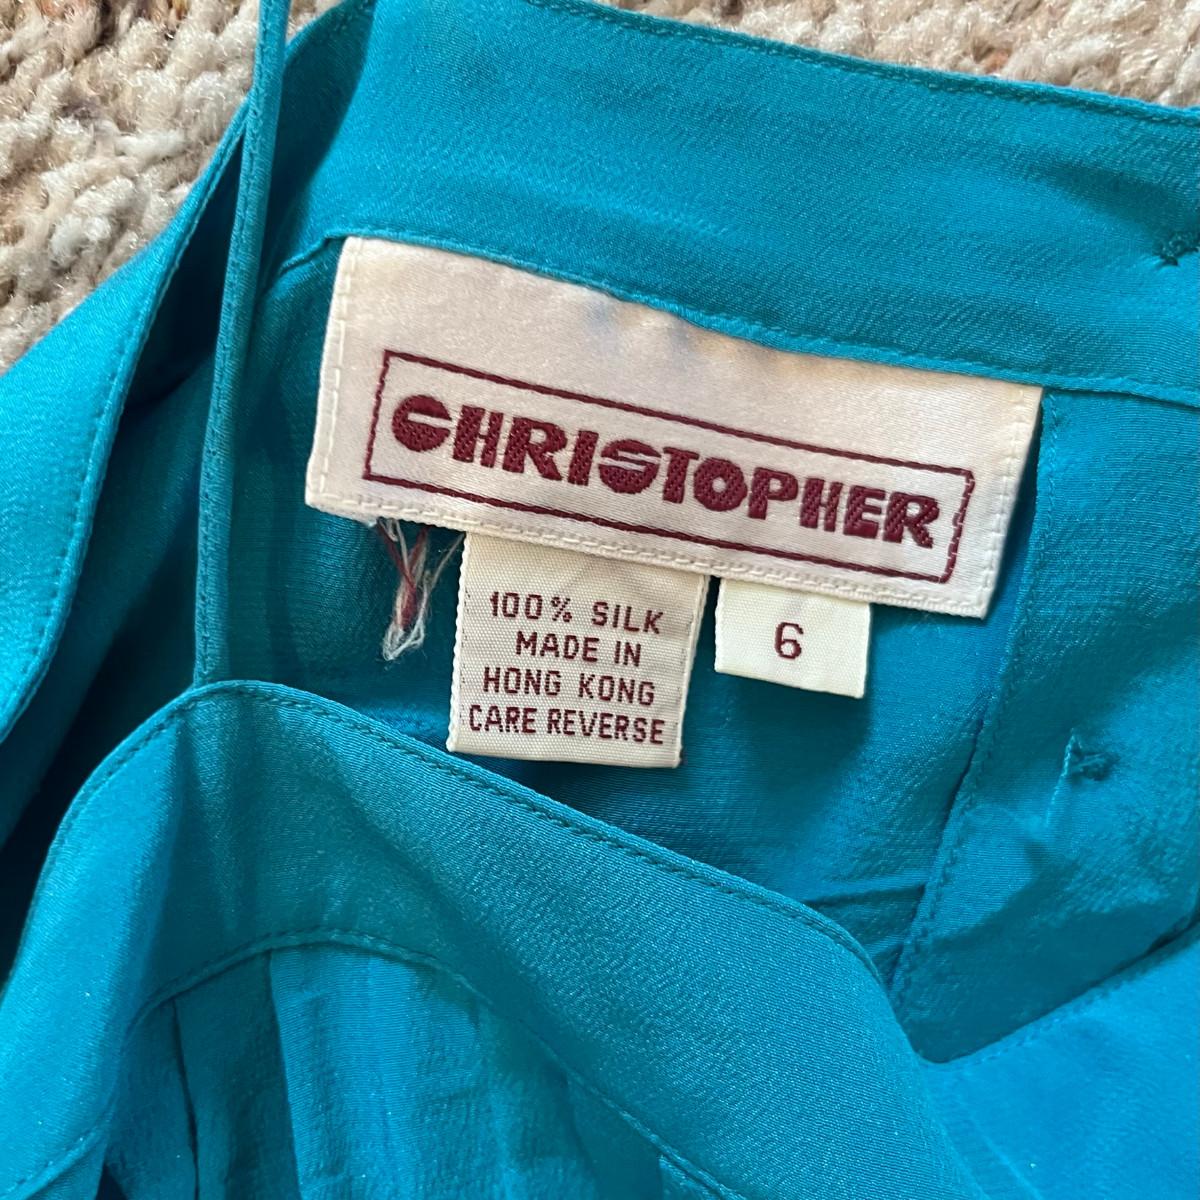 CHRISTOPHER
100% SILK
MADE IN
HONG KONG
CARE REVERSE
6